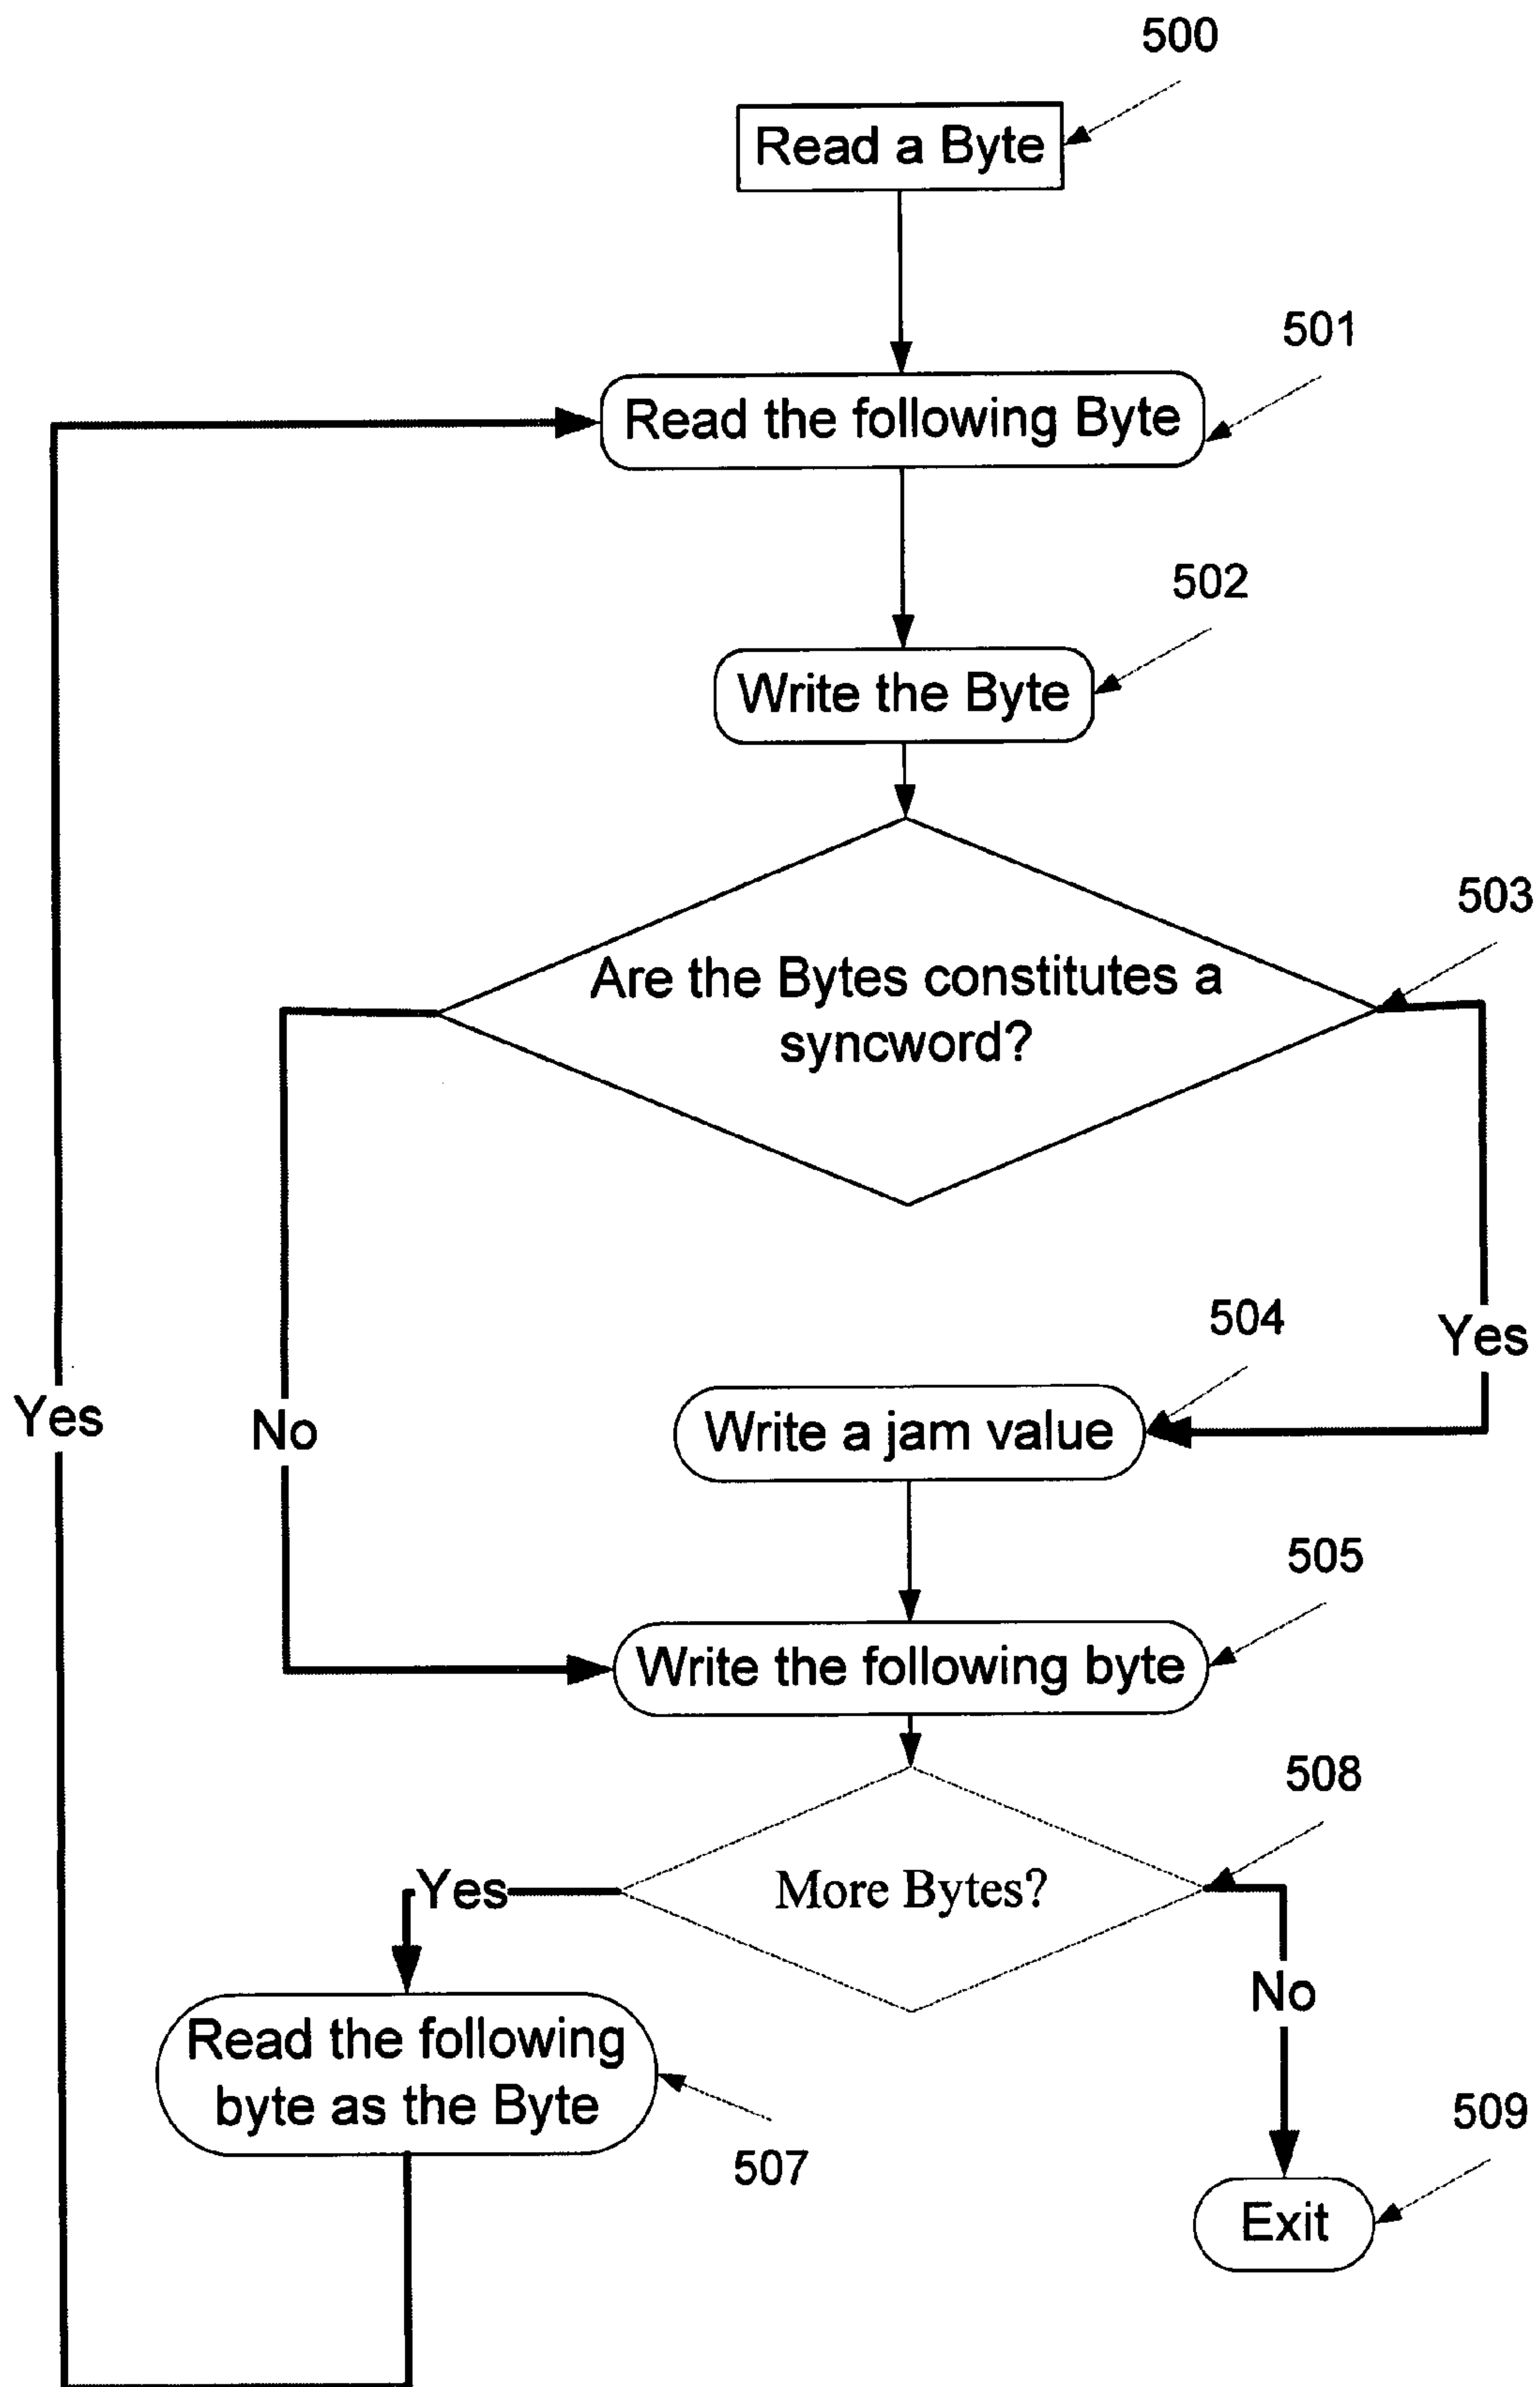 500
Read a Byte
501
Read the following Byte
502
Write the Byte
503
Are the Bytes constitutes a
syncword?
504
Yes
Yes
No
Write a jam value
505
Write the following byte
508
Yes
More Bytes?
No
Read the following
byte as the Byte
507
509
Exit